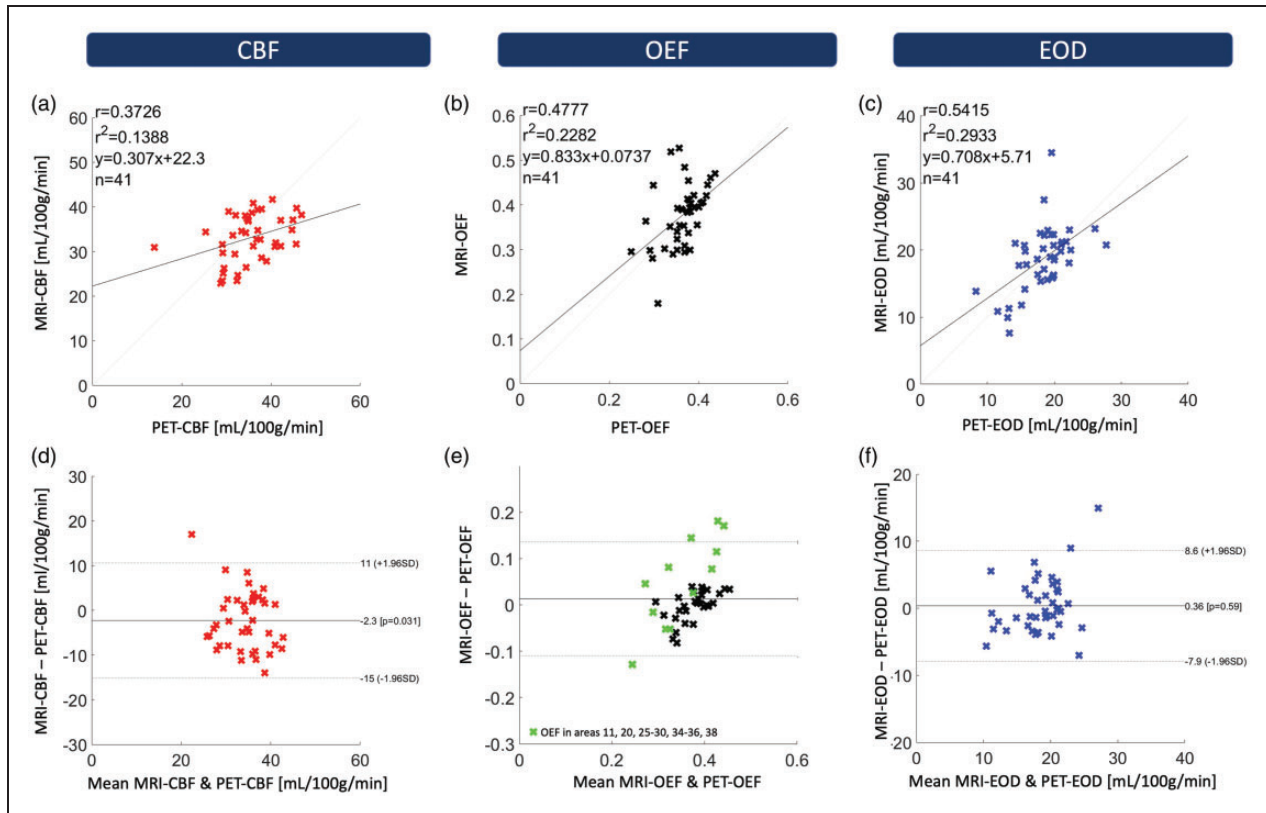 CBF
OEF
EOD
(a)
r=0.3726
r²=0.1388
y=0.307x+22.3
n=41
MRI-CBF [mL/100g/min]
60
50
40
30
20
10
0
0 20 40 60
PET-CBF [mL/100g/min]
(b)
r=0.4777
r²=0.2282
y=0.833x+0.0737
n=41
MRI-OEF
0.6
0.5
0.4
0.3
0.2
0.1
0
0 0.2 0.4 0.6
PET-OEF
(c)
r=0.5415
r²=0.2933
y=0.708x+5.71
n=41
MRI-EOD [mL/100g/min]
40
30
20
10
0
0 10 20 30 40
PET-EOD [mL/100g/min]
(d)
MRI-CBF – PET-CBF [ml/100g/min]
30
20
10
0
-10
-20
-30
11 (+1.96SD)
-2.3 [p=0.031]
-15 (-1.96SD)
0 20 40 60
Mean MRI-CBF & PET-CBF [mL/100g/min]
(e)
MRI-OEF – PET-OEF
0.2
0.1
0
-0.1
-0.2
-0.3
OEF in areas 11, 20, 25-30, 34-36, 38
0 0.2 0.4 0.6
Mean MRI-OEF & PET-OEF
(f)
MRI-EOD – PET-EOD [mL/100g/min]
20
10
0
-10
-20
8.6 (+1.96SD)
0.36 [p=0.59]
-7.9 (-1.96SD)
0 10 20 30 40
Mean MRI-EOD & PET-EOD [mL/100g/min]